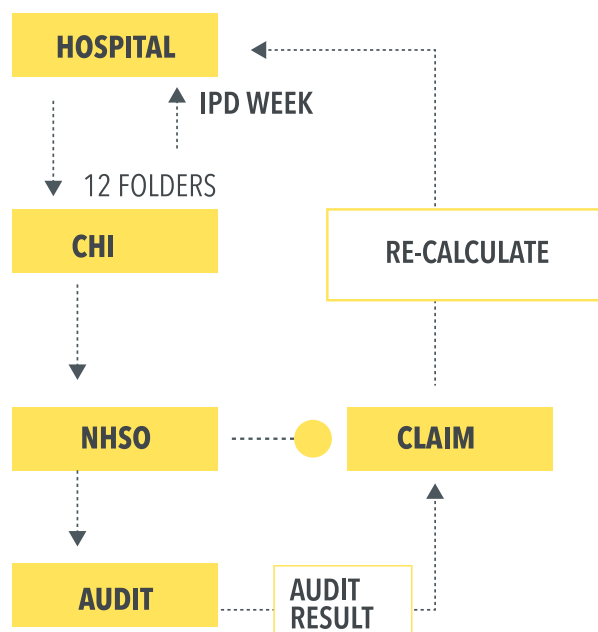 HOSPITAL
IPD WEEK
12 FOLDERS
CHI
RE-CALCULATE
NHSO
CLAIM
AUDIT
AUDIT
RESULT